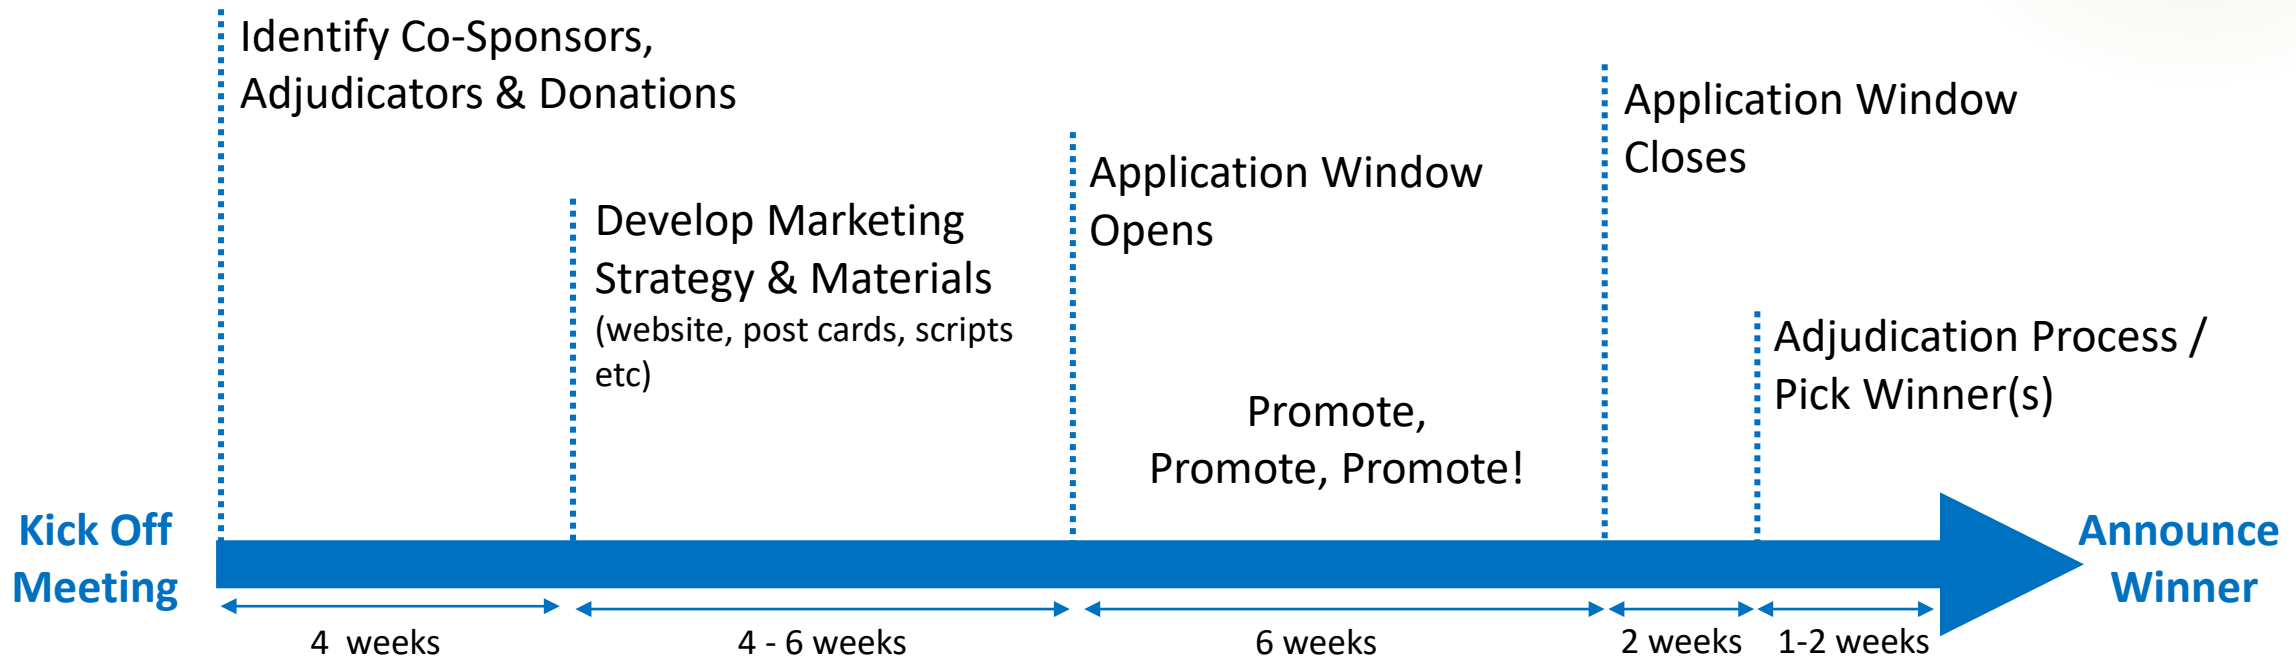 Identify Co-Sponsors,
Adjudicators & Donations
Develop Marketing
Strategy & Materials
(website, post cards, scripts
etc)
Application Window
Opens
Promote,
Promote, Promote!
Application Window
Closes
Adjudication Process /
Pick Winner(s)
Kick Off
Meeting
Announce
Winner
4 weeks
4 - 6 weeks
6 weeks
2 weeks
1-2 weeks